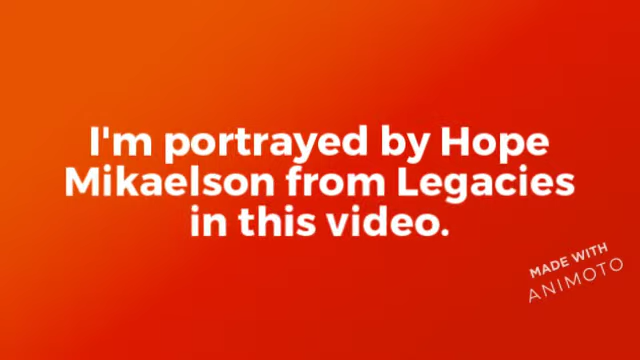 I'm portrayed by Hope
Mikaelson from Legacies
in this video.
MADE WITH
ANIMOTO